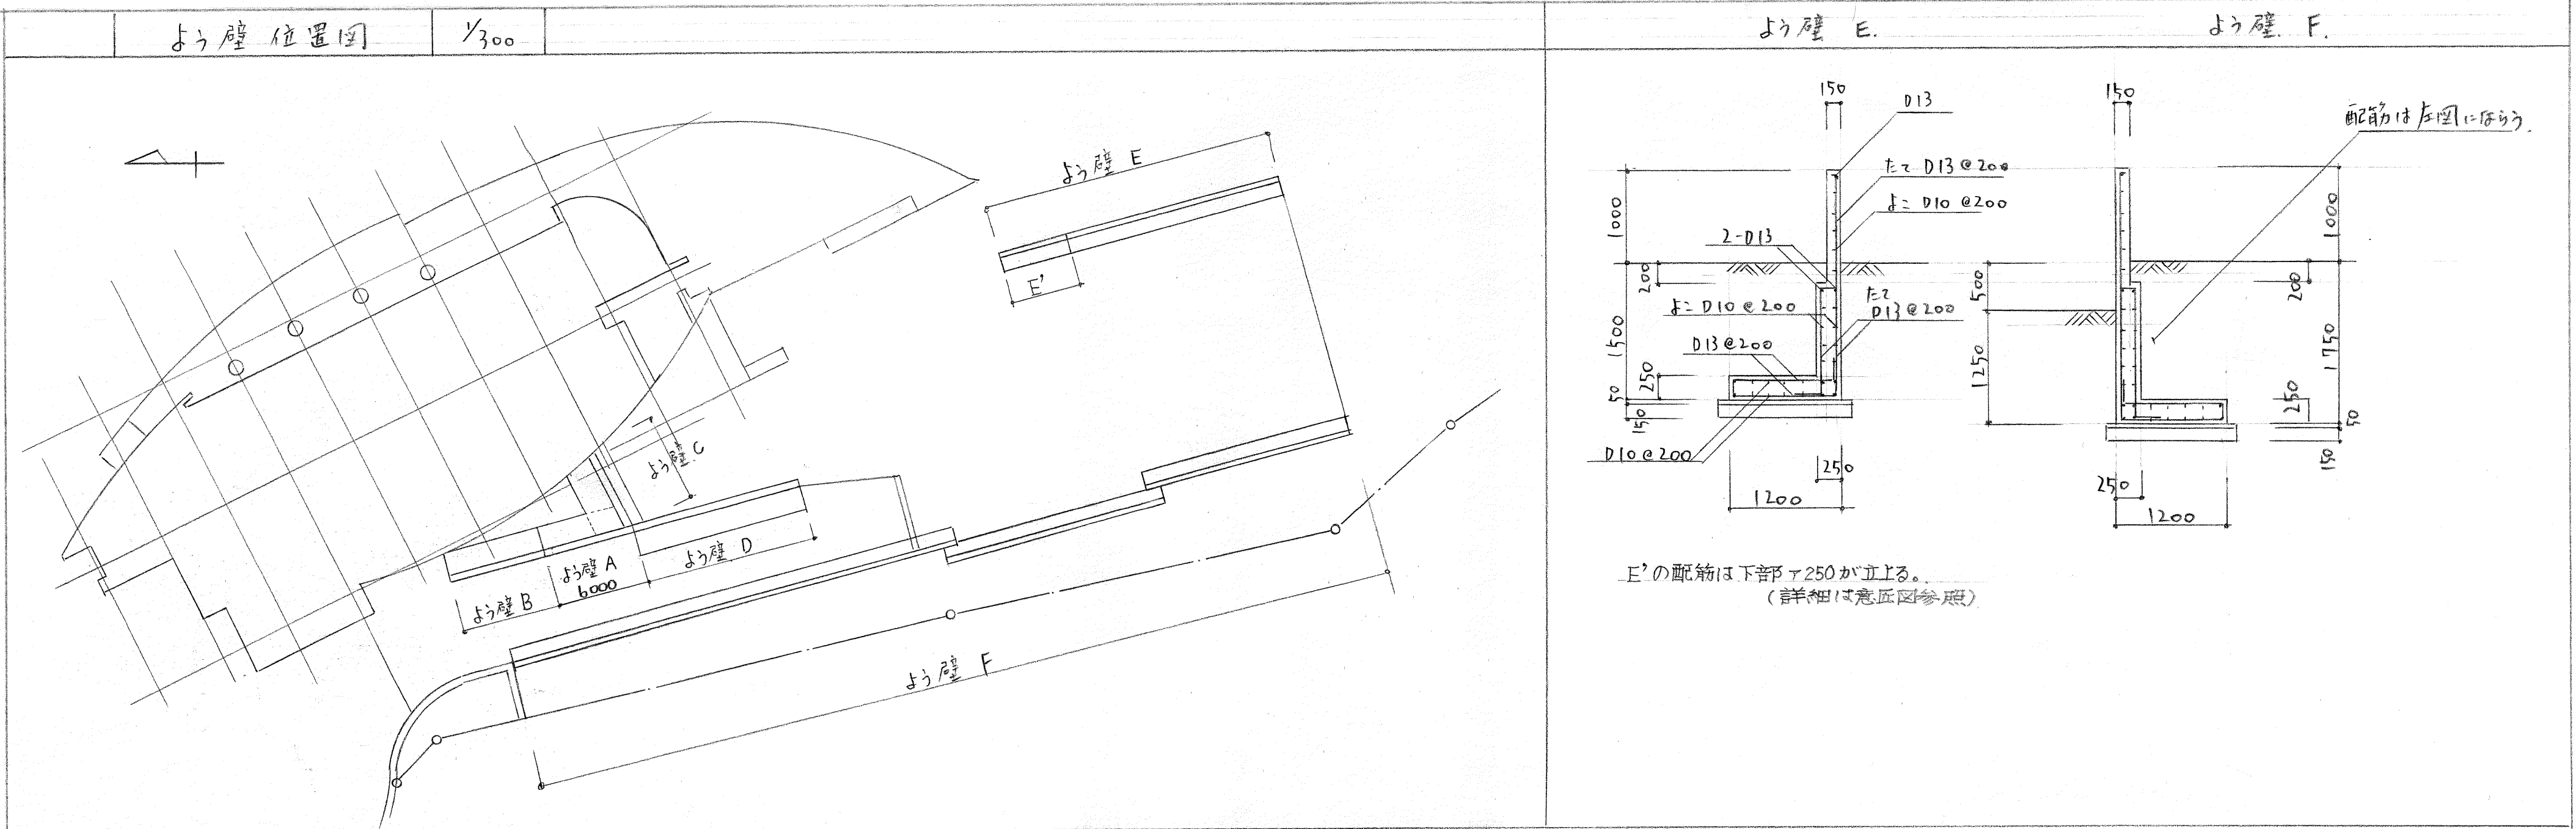 よう壁 位置図
1/300
よう壁 E.
よう壁. F.
よう壁 E
E'
よう壁 C
よう壁 D
よう壁 A
6000
よう壁 B
よう壁 F
150
D13
たて D13@200
よこ D10 @200
2-D13
よこ D10@200
たて
D13@200
D13@200
D10@200
1000
200
1500
250
50
150
250
1200
150
配筋は左図にならう.
1000
200
500
1250
1750
250
50
150
250
1200
E'の配筋は下部で250が立上る。
(詳細は意匠図参照)